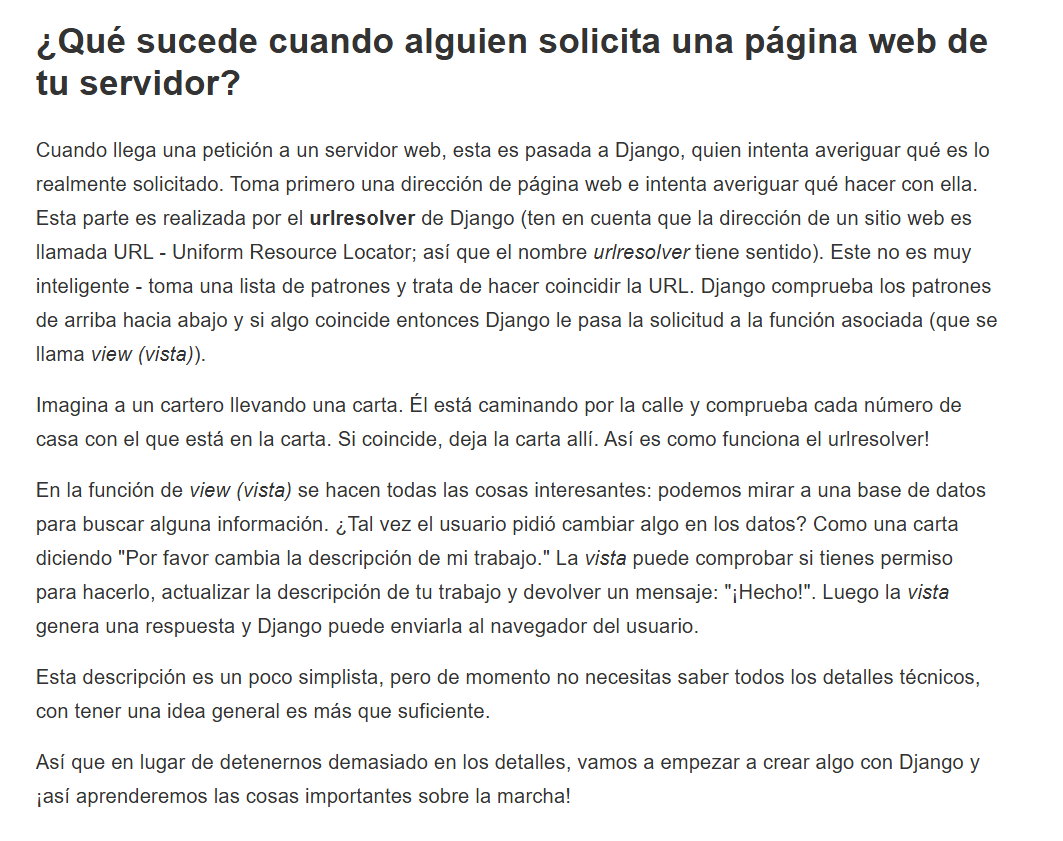 ¿Qué sucede cuando alguien solicita una página web de
tu servidor?
Cuando llega una petición a un servidor web, esta es pasada a Django, quien intenta averiguar qué es lo
realmente solicitado. Toma primero una dirección de página web e intenta averiguar qué hacer con ella.
Esta parte es realizada por el urlresolver de Django (ten en cuenta que la dirección de un sitio web es
llamada URL - Uniform Resource Locator; así que el nombre urlresolver tiene sentido). Este no es muy
inteligente - toma una lista de patrones y trata de hacer coincidir la URL. Django comprueba los patrones
de arriba hacia abajo y si algo coincide entonces Django le pasa la solicitud a la función asociada (que se
llama view (vista)).
Imagina a un cartero llevando una carta. Él está caminando por la calle y comprueba cada número de
casa con el que está en la carta. Si coincide, deja la carta allí. Así es como funciona el urlresolver!
En la función de view (vista) se hacen todas las cosas interesantes: podemos mirar a una base de datos
para buscar alguna información. ¿Tal vez el usuario pidió cambiar algo en los datos? Como una carta
diciendo "Por favor cambia la descripción de mi trabajo." La vista puede comprobar si tienes permiso
para hacerlo, actualizar la descripción de tu trabajo y devolver un mensaje: "¡Hecho!". Luego la vista
genera una respuesta y Django puede enviarla al navegador del usuario.
Esta descripción es un poco simplista, pero de momento no necesitas saber todos los detalles técnicos,
con tener una idea general es más que suficiente.
Así que en lugar de detenernos demasiado en los detalles, vamos a empezar a crear algo con Django y
¡así aprenderemos las cosas importantes sobre la marcha!